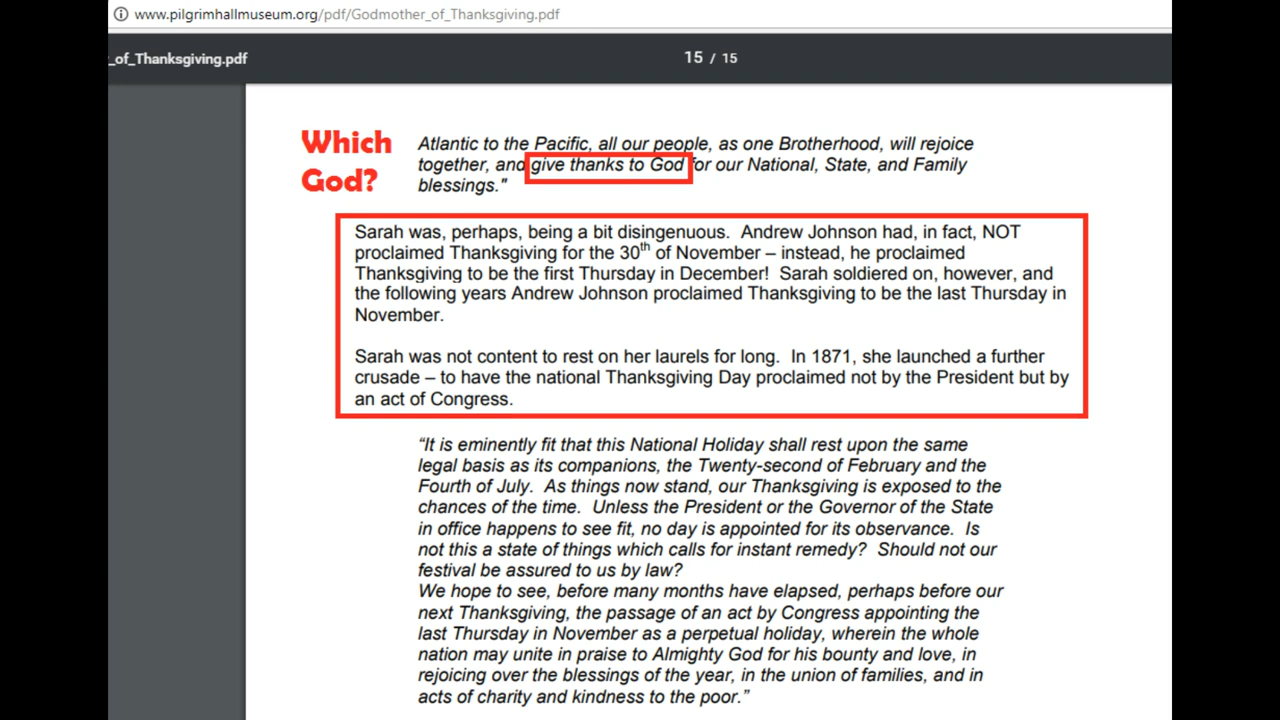 www.pilgrimhallmuseum.org/pdf/Godmother_of_Thanksgiving.pdf
_of_Thanksgiving.pdf
15 / 15
Which
God?
Atlantic to the Pacific, all our people, as one Brotherhood, will rejoice
together, and give thanks to God for our National, State, and Family
blessings."
Sarah was, perhaps, being a bit disingenuous. Andrew Johnson had, in fact, NOT
proclaimed Thanksgiving for the 30th of November – instead, he proclaimed
Thanksgiving to be the first Thursday in December! Sarah soldiered on, however, and
the following years Andrew Johnson proclaimed Thanksgiving to be the last Thursday in
November.
Sarah was not content to rest on her laurels for long. In 1871, she launched a further
crusade – to have the national Thanksgiving Day proclaimed not by the President but by
an act of Congress.
“It is eminently fit that this National Holiday shall rest upon the same
legal basis as its companions, the Twenty-second of February and the
Fourth of July. As things now stand, our Thanksgiving is exposed to the
chances of the time. Unless the President or the Governor of the State
in office happens to see fit, no day is appointed for its observance. Is
not this a state of things which calls for instant remedy? Should not our
festival be assured to us by law?
We hope to see, before many months have elapsed, perhaps before our
next Thanksgiving, the passage of an act by Congress appointing the
last Thursday in November as a perpetual holiday, wherein the whole
nation may unite in praise to Almighty God for his bounty and love, in
rejoicing over the blessings of the year, in the union of families, and in
acts of charity and kindness to the poor.”